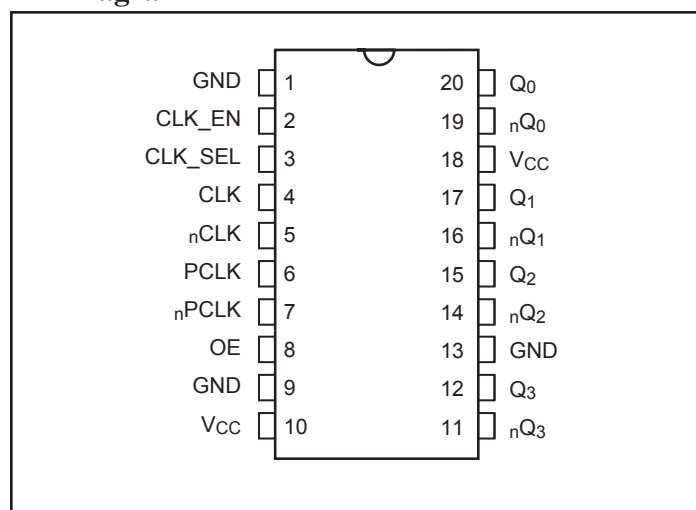 GND 1 20 Q0
CLK_EN 2 19 nQ0
CLK_SEL 3 18 VCC
CLK 4 17 Q1
nCLK 5 16 nQ1
PCLK 6 15 Q2
nPCLK 7 14 nQ2
OE 8 13 GND
GND 9 12 Q3
VCC 10 11 nQ3